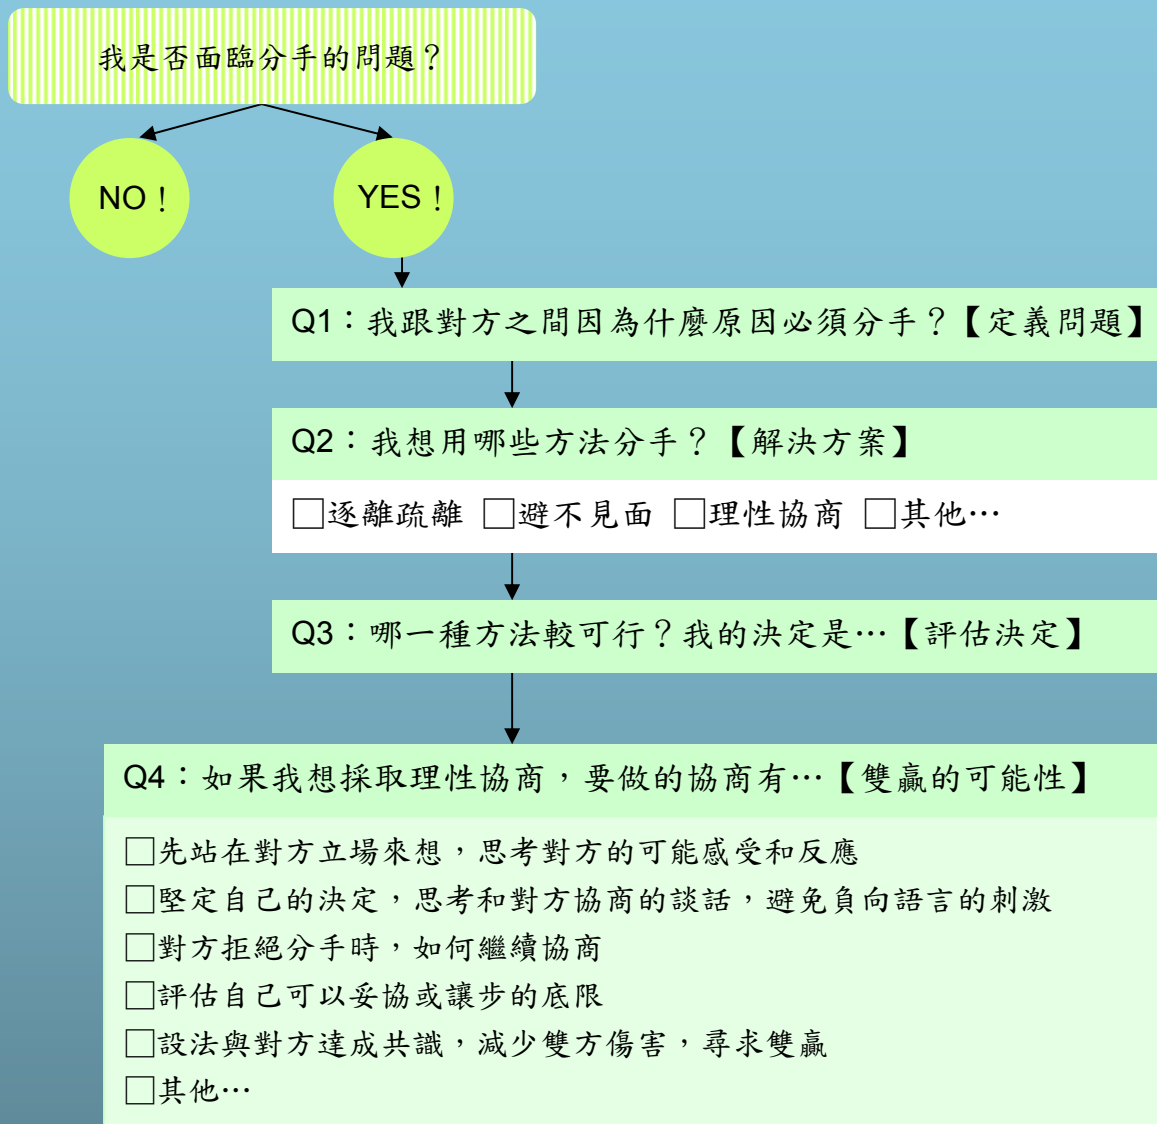 我是否面臨分手的問題？
NO！
YES！
Q1：我跟對方之間因為什麼原因必須分手？【定義問題】
Q2：我想用哪些方法分手？【解決方案】
□逐離疏離 □避不見面 □理性協商 □其他…
Q3：哪一種方法較可行？我的決定是…【評估決定】
Q4：如果我想採取理性協商，要做的協商有…【雙贏的可能性】
□先站在對方立場來想，思考對方的可能感受和反應
□堅定自己的決定，思考和對方協商的談話，避免負向語言的刺激
□對方拒絕分手時，如何繼續協商
□評估自己可以妥協或讓步的底限
□設法與對方達成共識，減少雙方傷害，尋求雙贏
□其他…